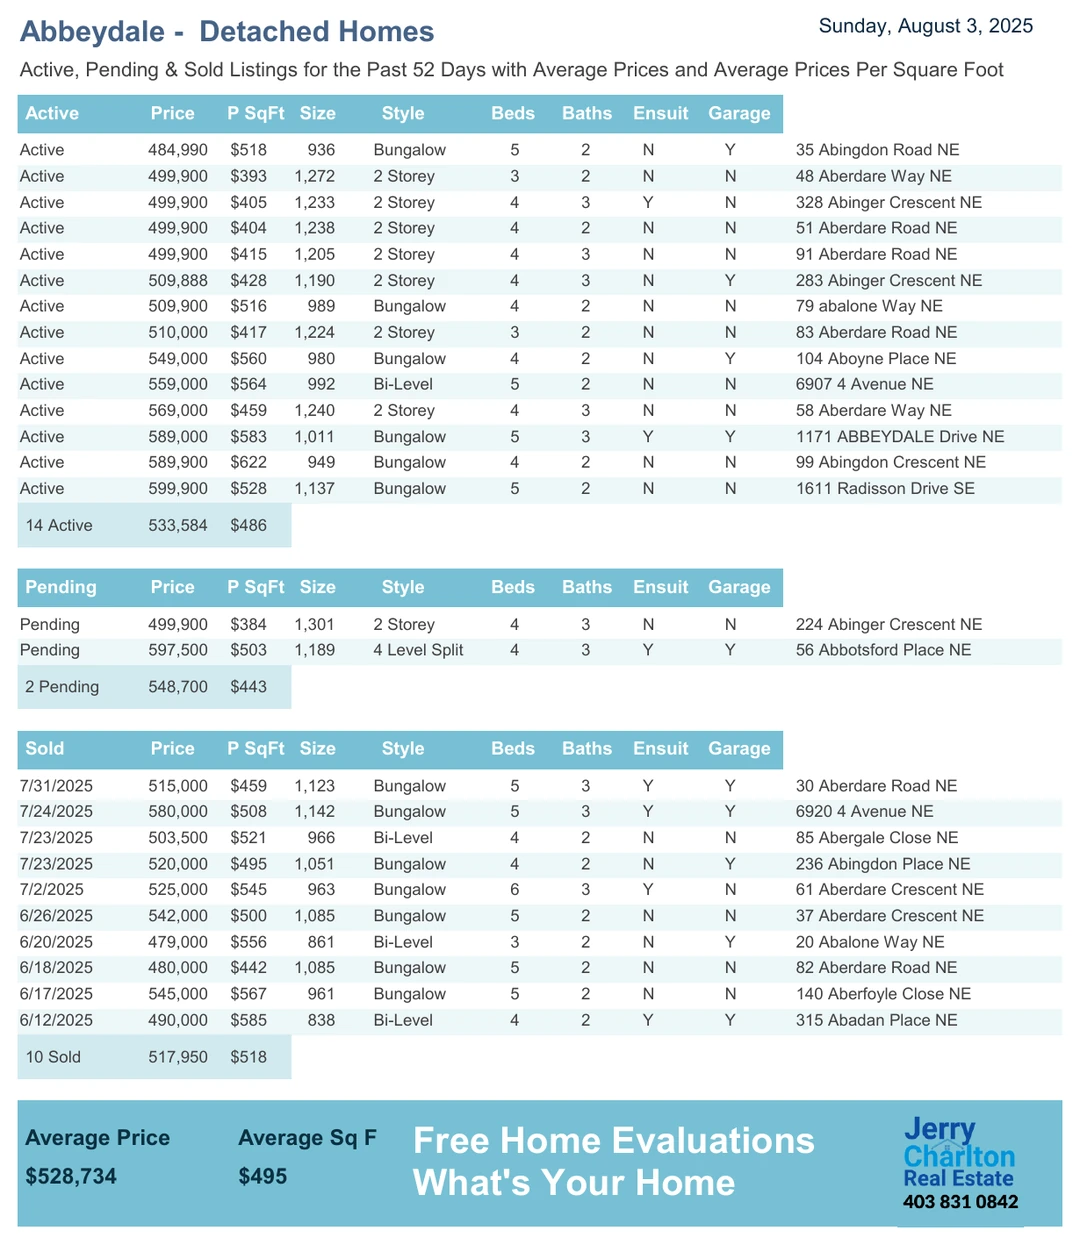 Abbeydale - Detached Homes
Sunday, August 3, 2025
Active, Pending & Sold Listings for the Past 52 Days with Average Prices and Average Prices Per Square Foot
Active Price P SqFt Size Style Beds Baths Ensuit Garage
Active 484,990 $518 936 Bungalow 5 2 N Y 35 Abingdon Road NE
Active 499,900 $393 1,272 2 Storey 3 2 N N 48 Aberdare Way NE
Active 499,900 $405 1,233 2 Storey 4 3 Y N 328 Abinger Crescent NE
Active 499,900 $404 1,238 2 Storey 4 2 N N 51 Aberdare Road NE
Active 499,900 $415 1,205 2 Storey 4 3 N N 91 Aberdare Road NE
Active 509,888 $428 1,190 2 Storey 4 3 N Y 283 Abinger Crescent NE
Active 509,900 $516 989 Bungalow 4 2 N N 79 abalone Way NE
Active 510,000 $417 1,224 2 Storey 3 2 N N 83 Aberdare Road NE
Active 549,000 $560 980 Bungalow 4 2 N Y 104 Aboyne Place NE
Active 559,000 $564 992 Bi-Level 5 2 N N 6907 4 Avenue NE
Active 569,000 $459 1,240 2 Storey 4 3 N N 58 Aberdare Way NE
Active 589,000 $583 1,011 Bungalow 5 3 Y Y 1171 ABBEYDALE Drive NE
Active 589,900 $622 949 Bungalow 4 2 N N 99 Abingdon Crescent NE
Active 599,900 $528 1,137 Bungalow 5 2 N N 1611 Radisson Drive SE
14 Active 533,584 $486
Pending Price P SqFt Size Style Beds Baths Ensuit Garage
Pending 499,900 $384 1,301 2 Storey 4 3 N N 224 Abinger Crescent NE
Pending 597,500 $503 1,189 4 Level Split 4 3 Y Y 56 Abbotsford Place NE
2 Pending 548,700 $443
Sold Price P SqFt Size Style Beds Baths Ensuit Garage
7/31/2025 515,000 $459 1,123 Bungalow 5 3 Y Y 30 Aberdare Road NE
7/24/2025 580,000 $508 1,142 Bungalow 5 3 Y Y 6920 4 Avenue NE
7/23/2025 503,500 $521 966 Bi-Level 4 2 N N 85 Abergale Close NE
7/23/2025 520,000 $495 1,051 Bungalow 4 2 N Y 236 Abingdon Place NE
7/2/2025 525,000 $545 963 Bungalow 6 3 Y N 61 Aberdare Crescent NE
6/26/2025 542,000 $500 1,085 Bungalow 5 2 N N 37 Aberdare Crescent NE
6/20/2025 479,000 $556 861 Bi-Level 3 2 N Y 20 Abalone Way NE
6/18/2025 480,000 $442 1,085 Bungalow 5 2 N N 82 Aberdare Road NE
6/17/2025 545,000 $567 961 Bungalow 5 2 N N 140 Aberfoyle Close NE
6/12/2025 490,000 $585 838 Bi-Level 4 2 Y Y 315 Abadan Place NE
10 Sold 517,950 $518
Average Price Average Sq F
$528,734 $495
Free Home Evaluations
What's Your Home
Jerry
Charlton
Real Estate
403 831 0842